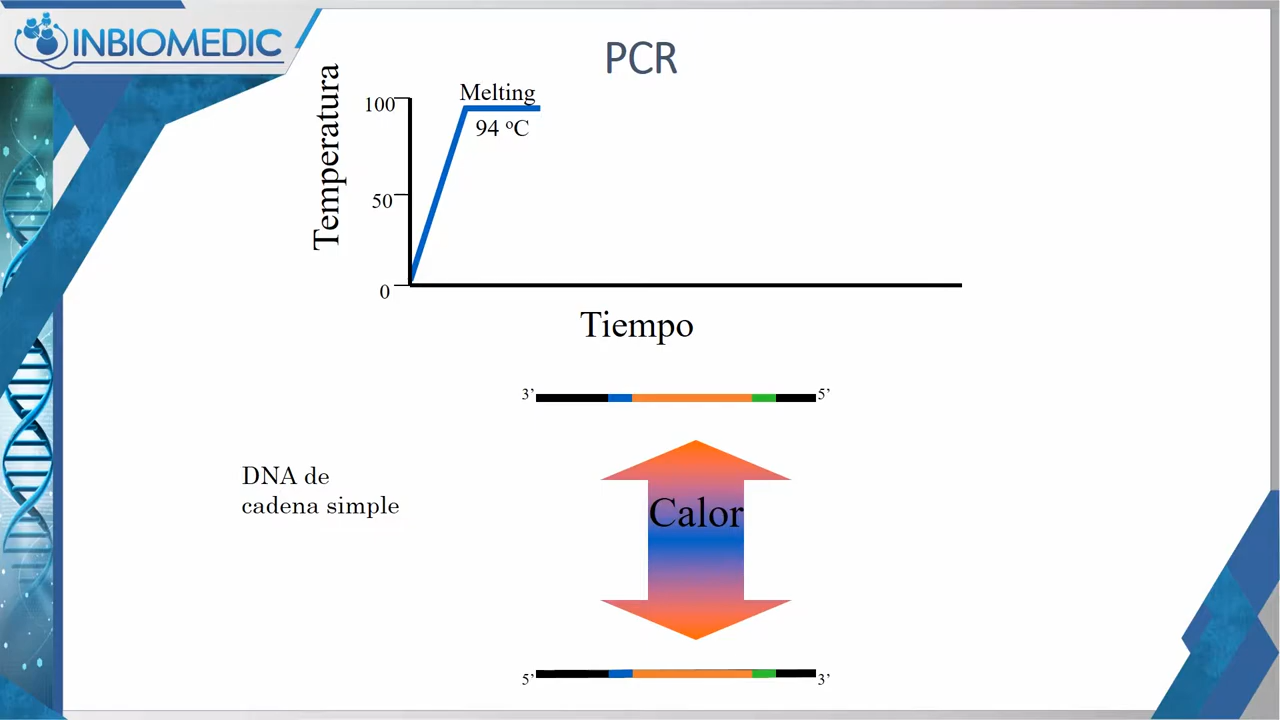 INBIOMEDIC
PCR
Temperatura
100
50
0
Melting
94 ºC
Tiempo
3’
5’
DNA de
cadena simple
Calor
5’
3’